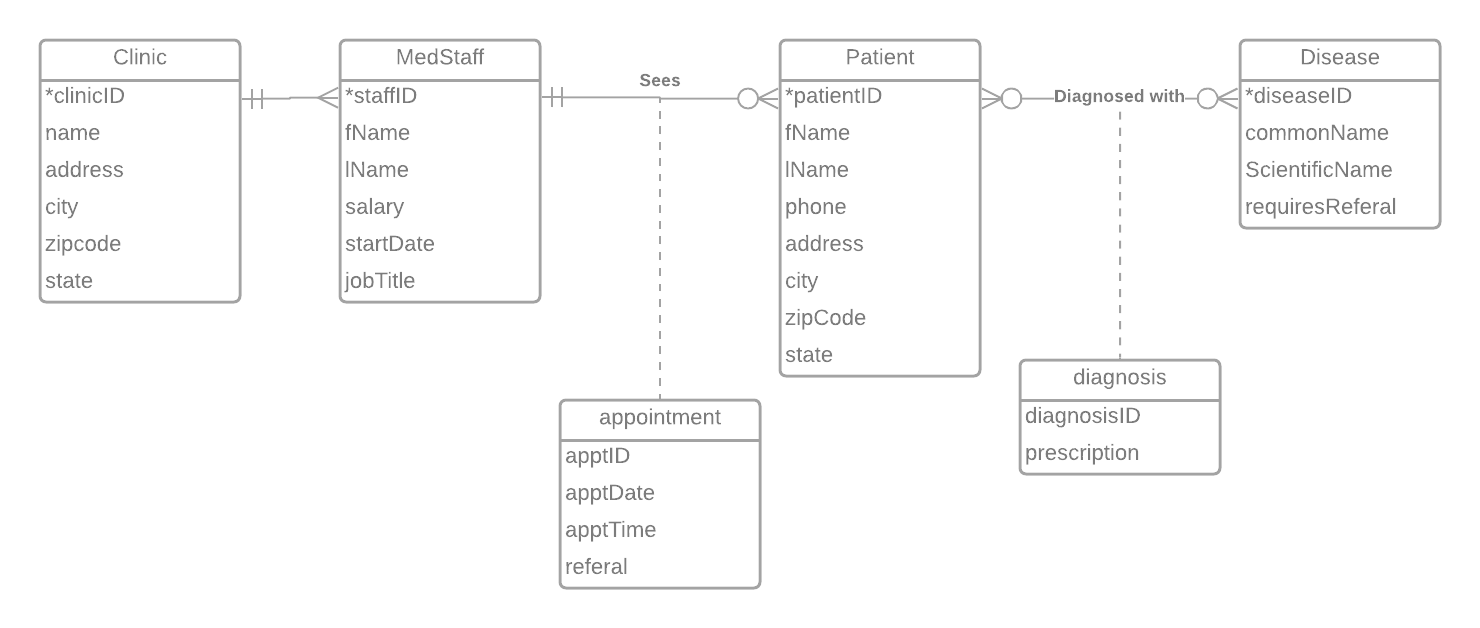 Clinic
*clinicID
name
address
city
zipcode
state
MedStaff
*staffID
fName
lName
salary
startDate
jobTitle
Sees
Patient
*patientID
fName
lName
phone
address
city
zipCode
state
Diagnosed with
Disease
*diseaseID
commonName
ScientificName
requiresReferal
appointment
apptID
apptDate
apptTime
referal
diagnosis
diagnosisID
prescription